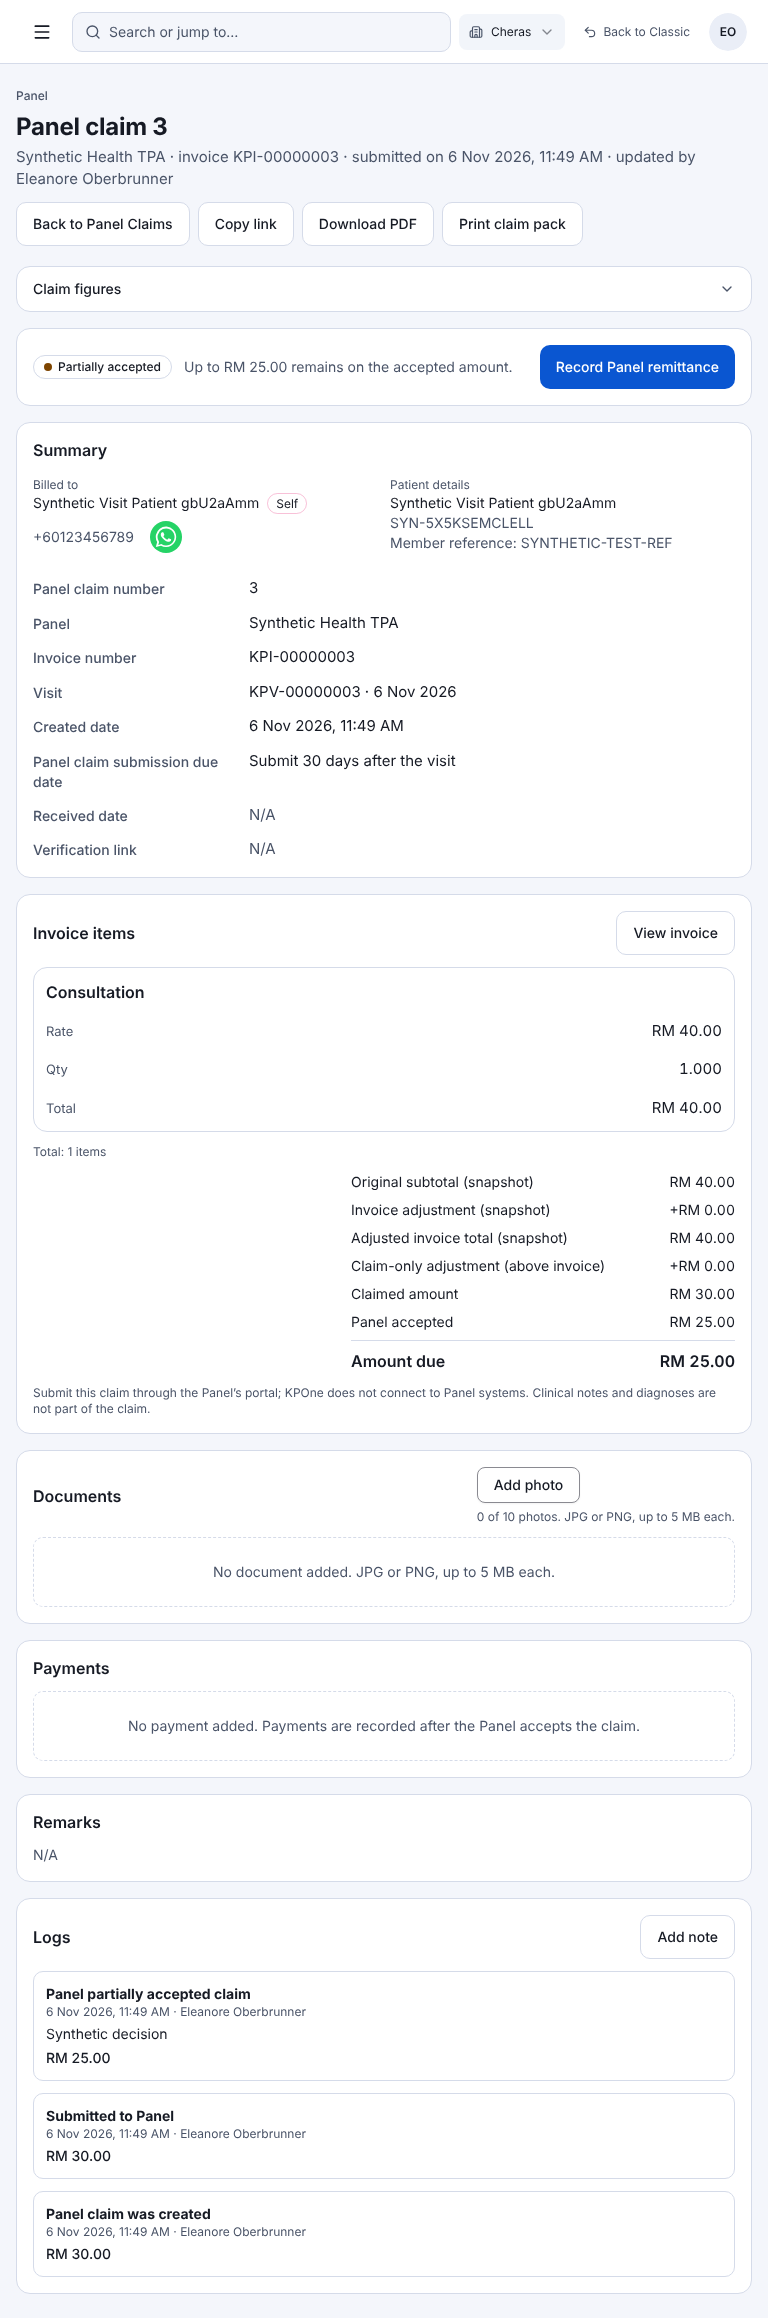 Search or jump to...
Cheras
Back to Classic
EO
Panel
Panel claim 3
Synthetic Health TPA · invoice KPI-00000003 · submitted on 6 Nov 2026, 11:49 AM · updated by
Eleanore Oberbrunner
Back to Panel Claims
Copy link
Download PDF
Print claim pack
Claim figures
Partially accepted
Up to RM 25.00 remains on the accepted amount.
Record Panel remittance
Summary
Billed to
Synthetic Visit Patient gbU2aAmm
Self
+60123456789
Patient details
Synthetic Visit Patient gbU2aAmm
SYN-5X5KSEMCLELL
Member reference: SYNTHETIC-TEST-REF
Panel claim number 3
Panel Synthetic Health TPA
Invoice number KPI-00000003
Visit KPV-00000003 · 6 Nov 2026
Created date 6 Nov 2026, 11:49 AM
Panel claim submission due Submit 30 days after the visit
date
Received date N/A
Verification link N/A
Invoice items
View invoice
Consultation
Rate RM 40.00
Qty 1.000
Total RM 40.00
Total: 1 items
Original subtotal (snapshot) RM 40.00
Invoice adjustment (snapshot) +RM 0.00
Adjusted invoice total (snapshot) RM 40.00
Claim-only adjustment (above invoice) +RM 0.00
Claimed amount RM 30.00
Panel accepted RM 25.00
Amount due RM 25.00
Submit this claim through the Panel's portal; KPOne does not connect to Panel systems. Clinical notes and diagnoses are
not part of the claim.
Documents
Add photo
0 of 10 photos. JPG or PNG, up to 5 MB each.
No document added. JPG or PNG, up to 5 MB each.
Payments
No payment added. Payments are recorded after the Panel accepts the claim.
Remarks
N/A
Logs
Add note
Panel partially accepted claim
6 Nov 2026, 11:49 AM · Eleanore Oberbrunner
Synthetic decision
RM 25.00
Submitted to Panel
6 Nov 2026, 11:49 AM · Eleanore Oberbrunner
RM 30.00
Panel claim was created
6 Nov 2026, 11:49 AM · Eleanore Oberbrunner
RM 30.00